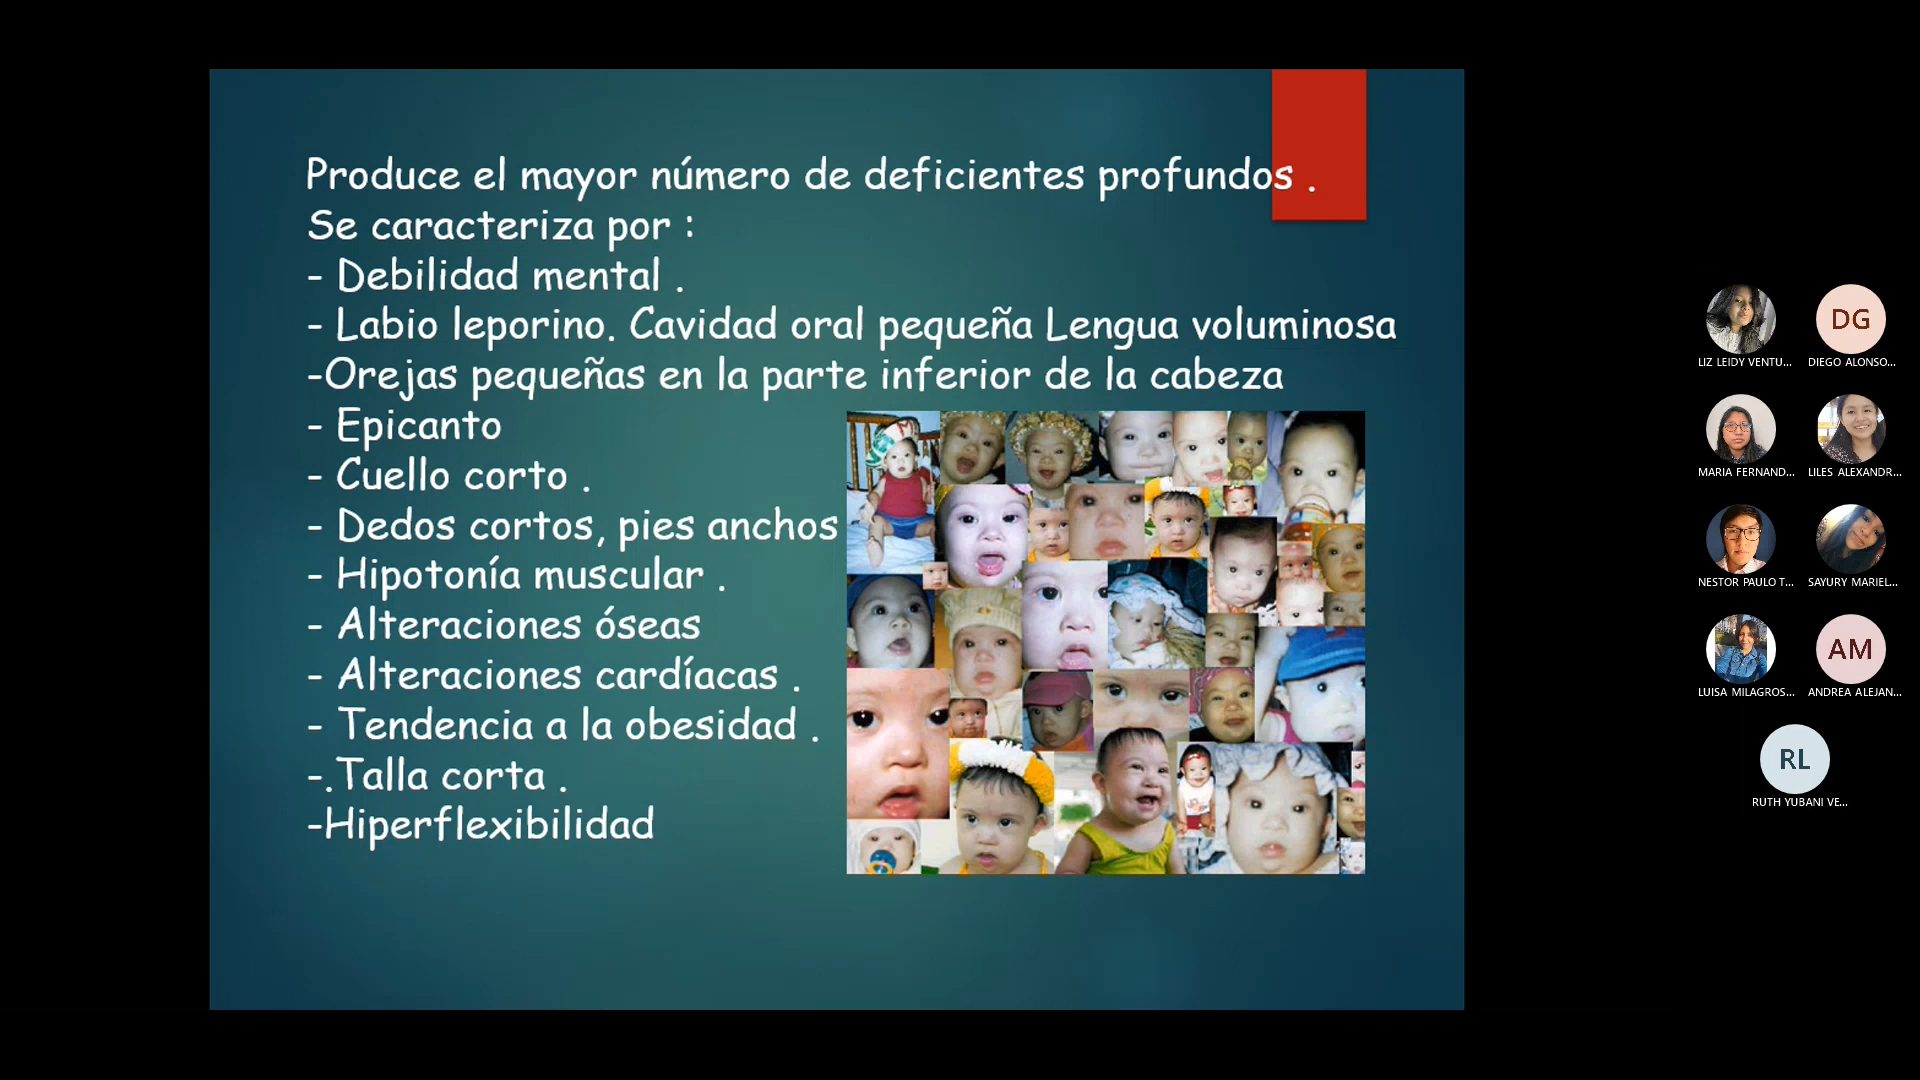 Produce el mayor número de deficientes profundos .
Se caracteriza por :
- Debilidad mental .
- Labio leporino. Cavidad oral pequeña Lengua voluminosa
-Orejas pequeñas en la parte inferior de la cabeza
- Epicanto
- Cuello corto .
- Dedos cortos, pies anchos
- Hipotonía muscular .
- Alteraciones óseas
- Alteraciones cardíacas .
- Tendencia a la obesidad .
-.Talla corta .
-Hiperflexibilidad
DG
LIZ LEIDY VENTU...
DIEGO ALONSO...
MARIA FERNAND...
LILES ALEXANDR...
NESTOR PAULO T...
SAYURY MARIEL...
AM
LUISA MILAGROS...
ANDREA ALEJAN...
RL
RUTH YUBANI VE...